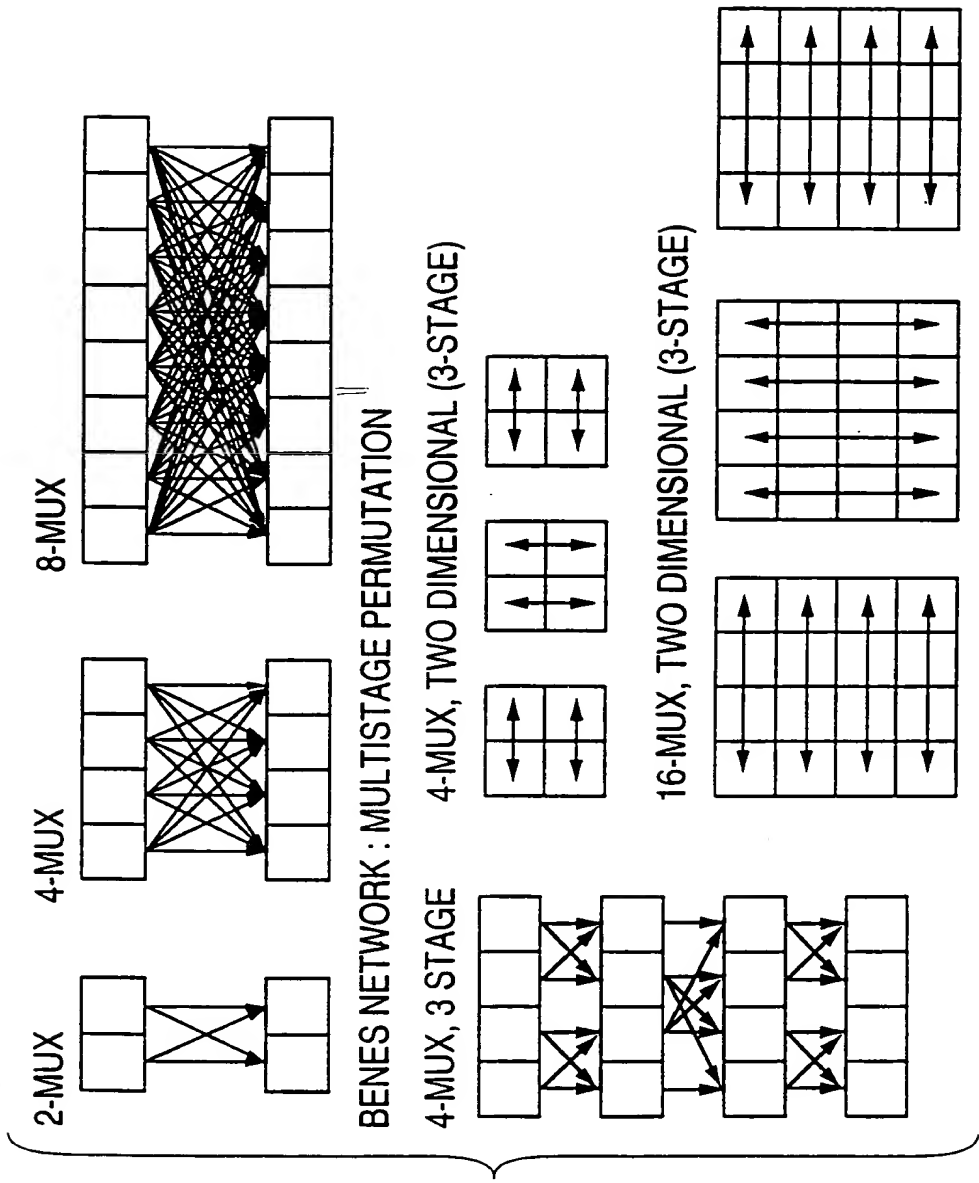 2-MUX
4-MUX
8-MUX
BENES NETWORK : MULTISTAGE PERMUTATION
4-MUX, 3 STAGE
4-MUX, TWO DIMENSIONAL (3-STAGE)
16-MUX, TWO DIMENSIONAL (3-STAGE)